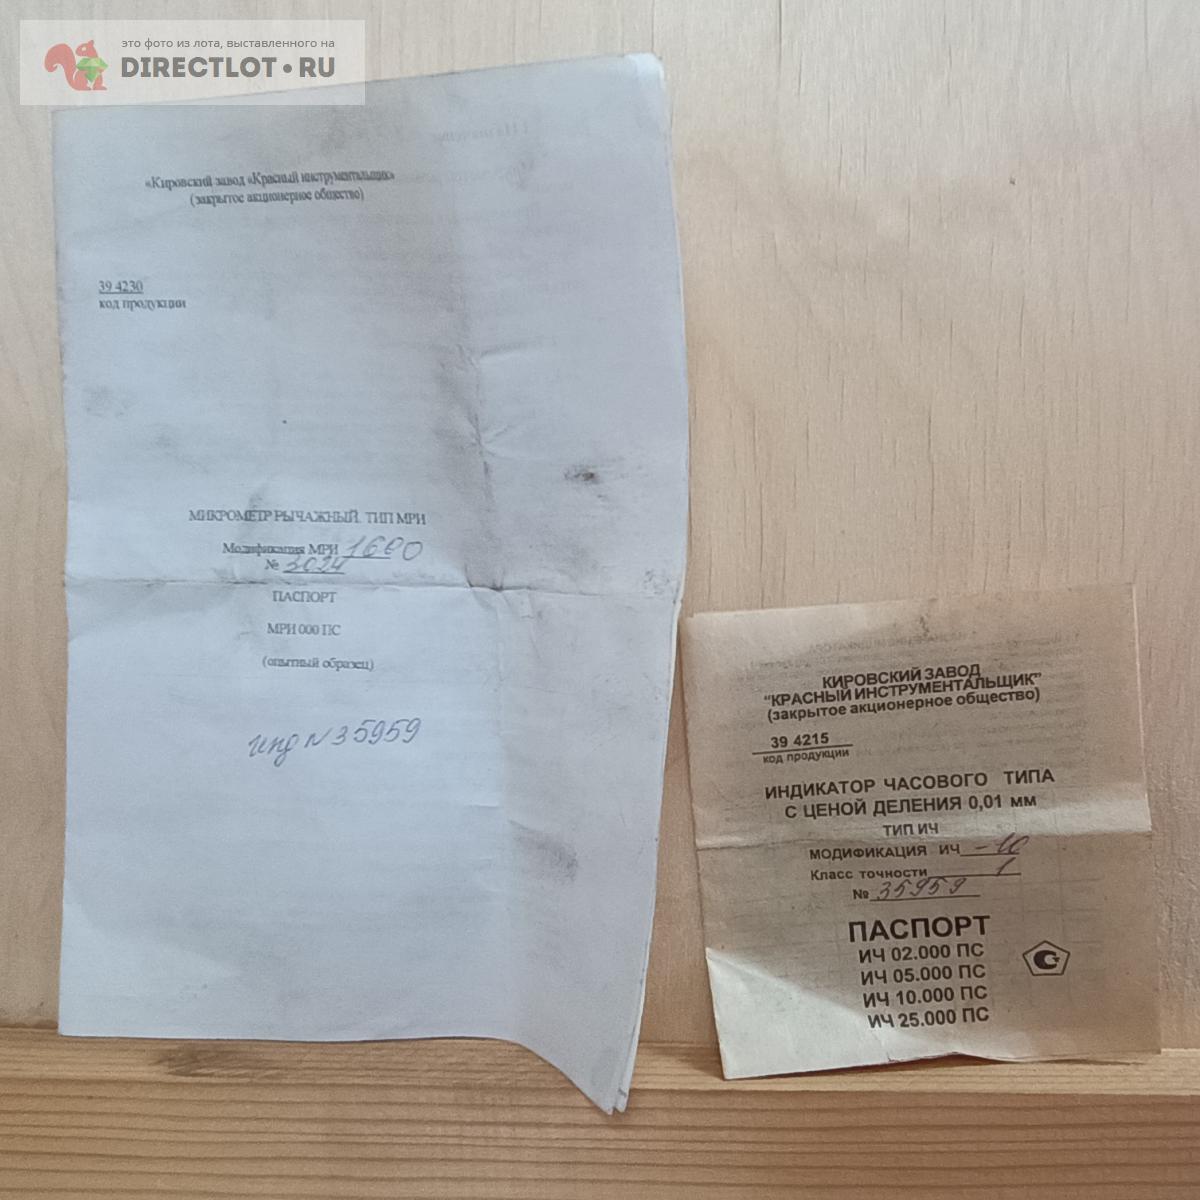 это фото из лота, выставленного на
DIRECTLOT.RU
«Кировский завод «Красный инструментальщик»
(закрытое акционерное общество)
39 4230
код продукции
МИКРОМЕТР РЫЧАЖНЫЙ. ТИП МРИ
Модификация МРИ 1600
№ 3024
ПАСПОРТ
МРИ 000 ПС
(опытный образец)
инд N 35959
КИРОВСКИЙ ЗАВОД
"КРАСНЫЙ ИНСТРУМЕНТАЛЬЩИК"
(закрытое акционерное общество)
39 4215
код продукции
ИНДИКАТОР ЧАСОВОГО ТИПА
С ЦЕНОЙ ДЕЛЕНИЯ 0,01 мм
ТИП ИЧ
МОДИФИКАЦИЯ ИЧ -10
Класс точности 1
№ 35959
ПАСПОРТ
ИЧ 02.000 ПС
ИЧ 05.000 ПС
ИЧ 10.000 ПС
ИЧ 25.000 ПС